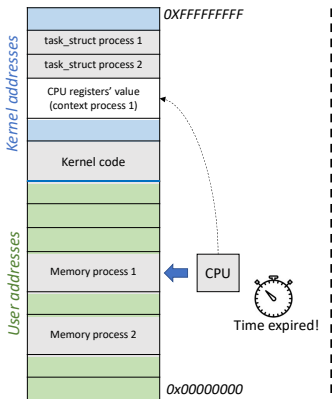 0XFFFFFFFFF
task_struct process 1
task_struct process 2
CPU registers' value
(context process 1)
Kernel addresses
Kernel code
User addresses
Memory process 1
CPU
Time expired!
Memory process 2
0x00000000